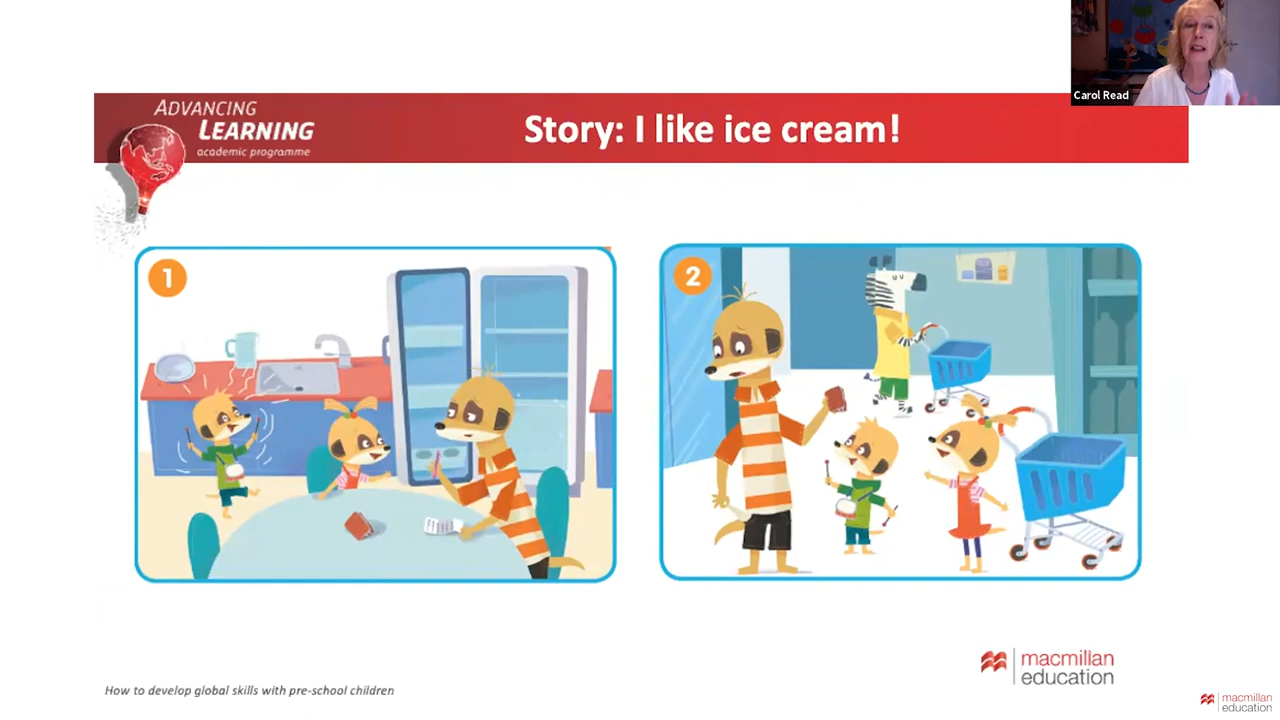 Carol Read
ADVANCING
LEARNING
academic programme
Story: I like ice cream!
1
2
macmillan
education
How to develop global skills with pre-school children
macmillan
education